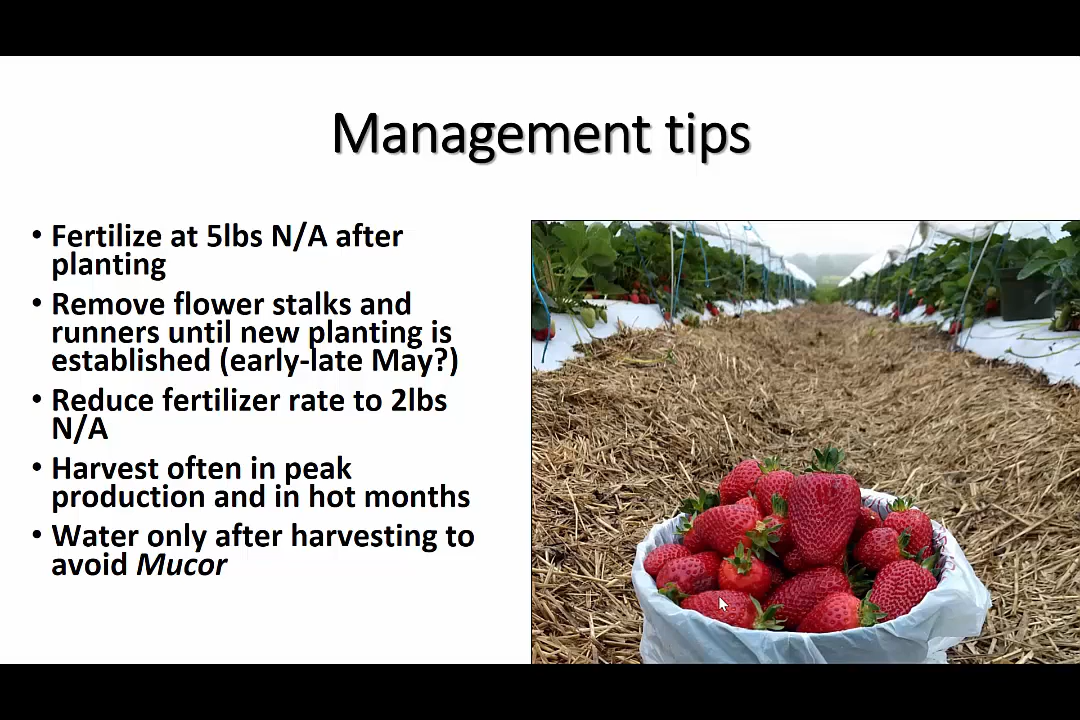 Management tips
• Fertilize at 5lbs N/A after
planting
• Remove flower stalks and
runners until new planting is
established (early-late May?)
• Reduce fertilizer rate to 2lbs
N/A
• Harvest often in peak
production and in hot months
• Water only after harvesting to
avoid Mucor